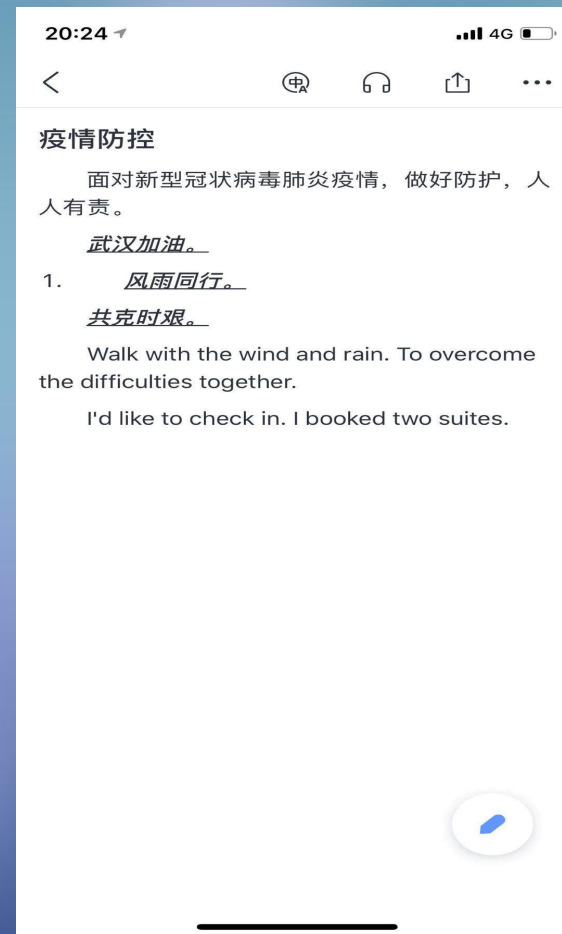 20:24
4G
中A
疫情防控
面对新型冠状病毒肺炎疫情，做好防护，人
人有责。
武汉加油。
1. 风雨同行。
共克时艰。
Walk with the wind and rain. To overcome
the difficulties together.
I'd like to check in. I booked two suites.